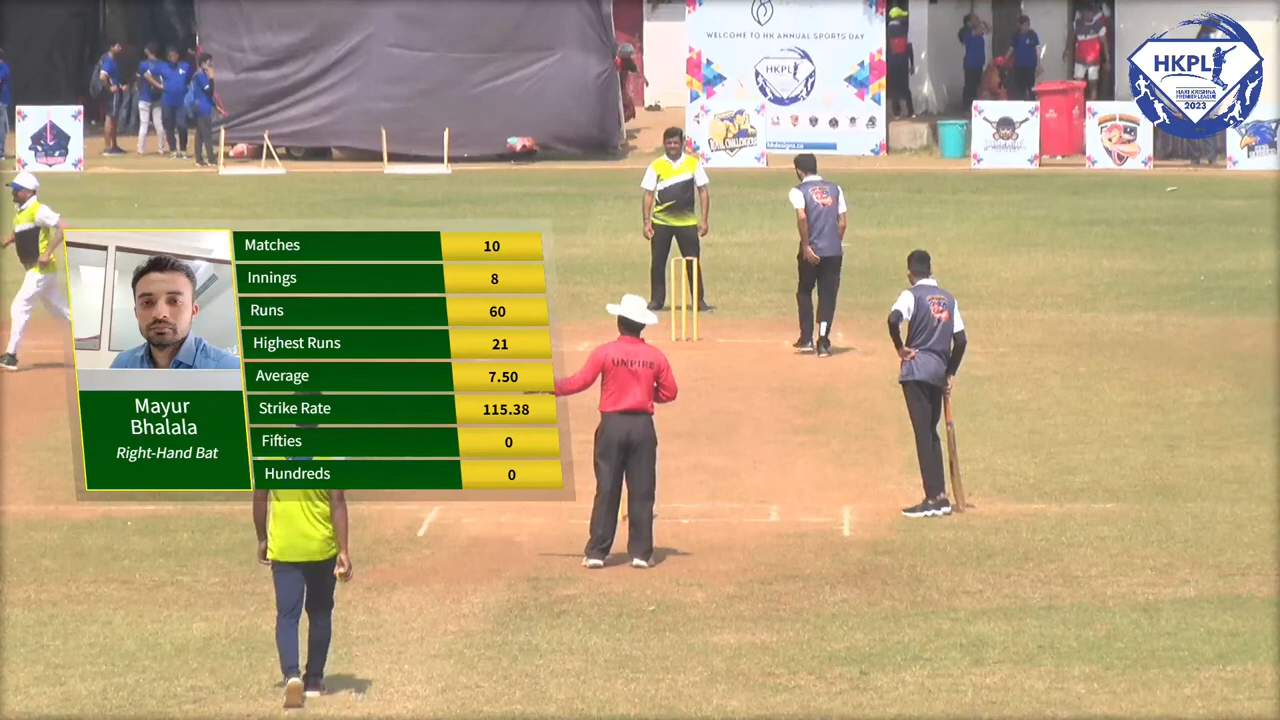 WELCOME TO HK ANNUAL SPORTS DAY
HKPL
HKPL
HARI KRISHNA
PREMIER LEAGUE
2023
ROYAL CHALLENGERS
Matches 10
Innings 8
Runs 60
Highest Runs 21
Average 7.50
Strike Rate 115.38
Fifties 0
Hundreds 0
Mayur
Bhalala
Right-Hand Bat
UMPIRE